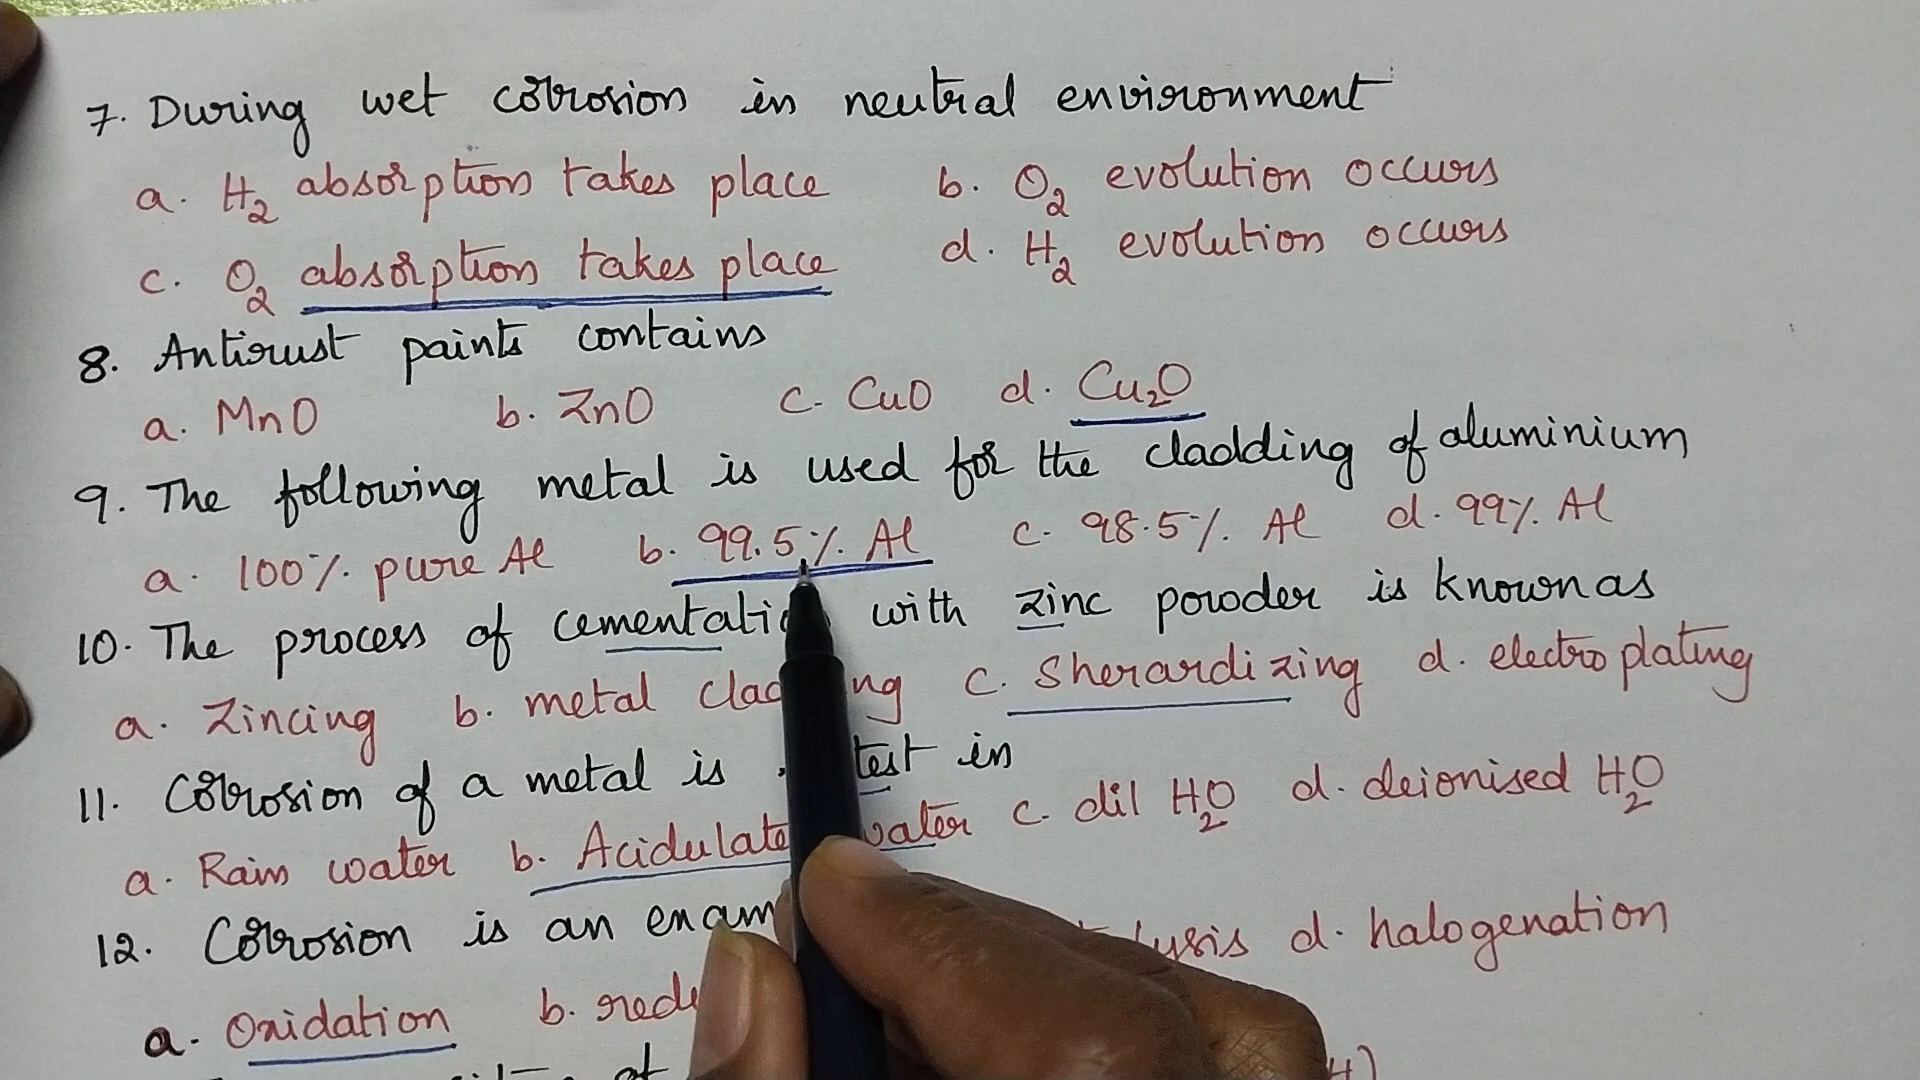 7. During wet corrosion in neutral environment
a. H₂ absorption takes place b. O₂ evolution occurs
c. O₂ absorption takes place d. H₂ evolution occurs
8. Antirust paints contains
a. MnO b. ZnO c. CuO d. Cu₂O
9. The following metal is used for the cladding of aluminium
a. 100% pure Al b. 99.5% Al c. 98.5% Al d. 99% Al
10. The process of cementatio with zinc powder is known as
a. Zincing b. metal clad ng c. Sherardizing d. electroplating
11. Corrosion of a metal is test in
a. Rain water b. Acidulate water c. dil H₂O d. deionised H₂O
12. Corrosion is an exam
a. Oxidation b. redu lysis d. halogenation